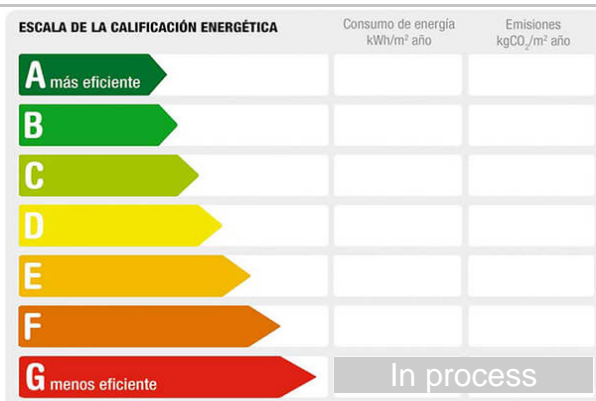 ESCALA DE LA CALIFICACIÓN ENERGÉTICA
Consumo de energía
kWh/m² año
Emisiones
kgCO₂/m² año
A más eficiente
B
C
D
E
F
G menos eficiente
In process